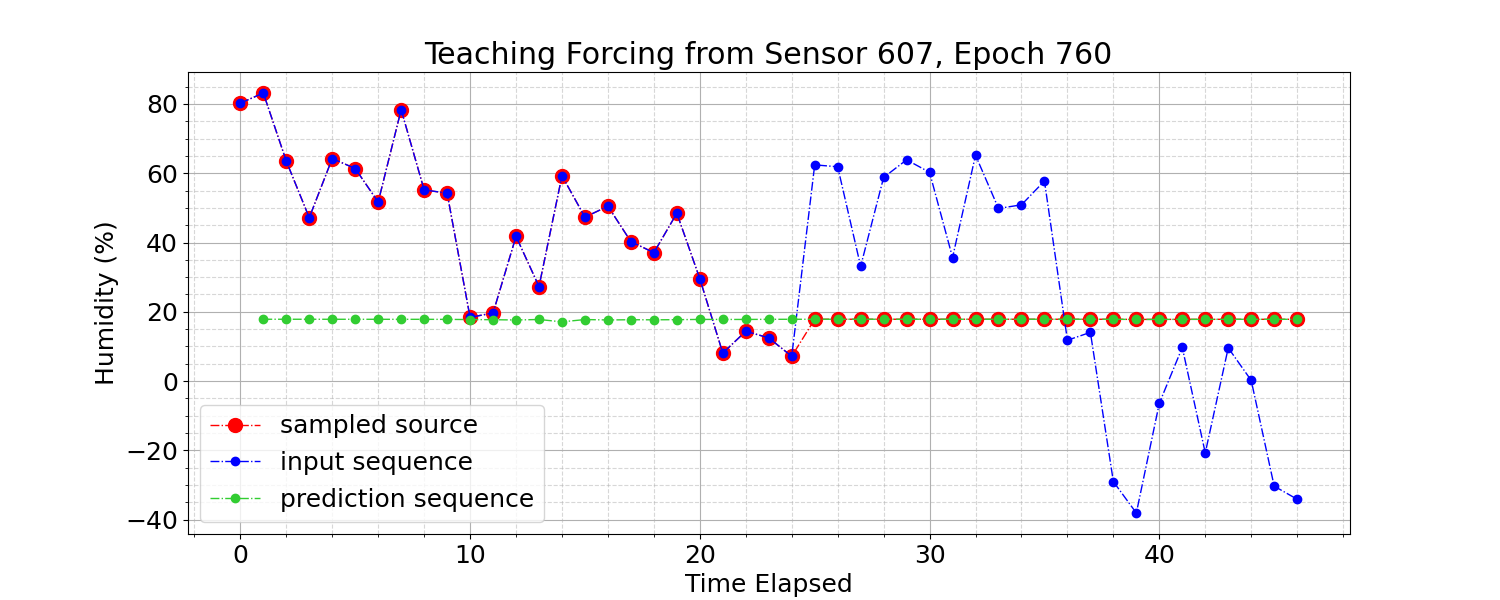 Teaching Forcing from Sensor 607, Epoch 760
Humidity (%)
80
60
40
20
0
−20
−40
sampled source
input sequence
prediction sequence
0 10 20 30 40
Time Elapsed